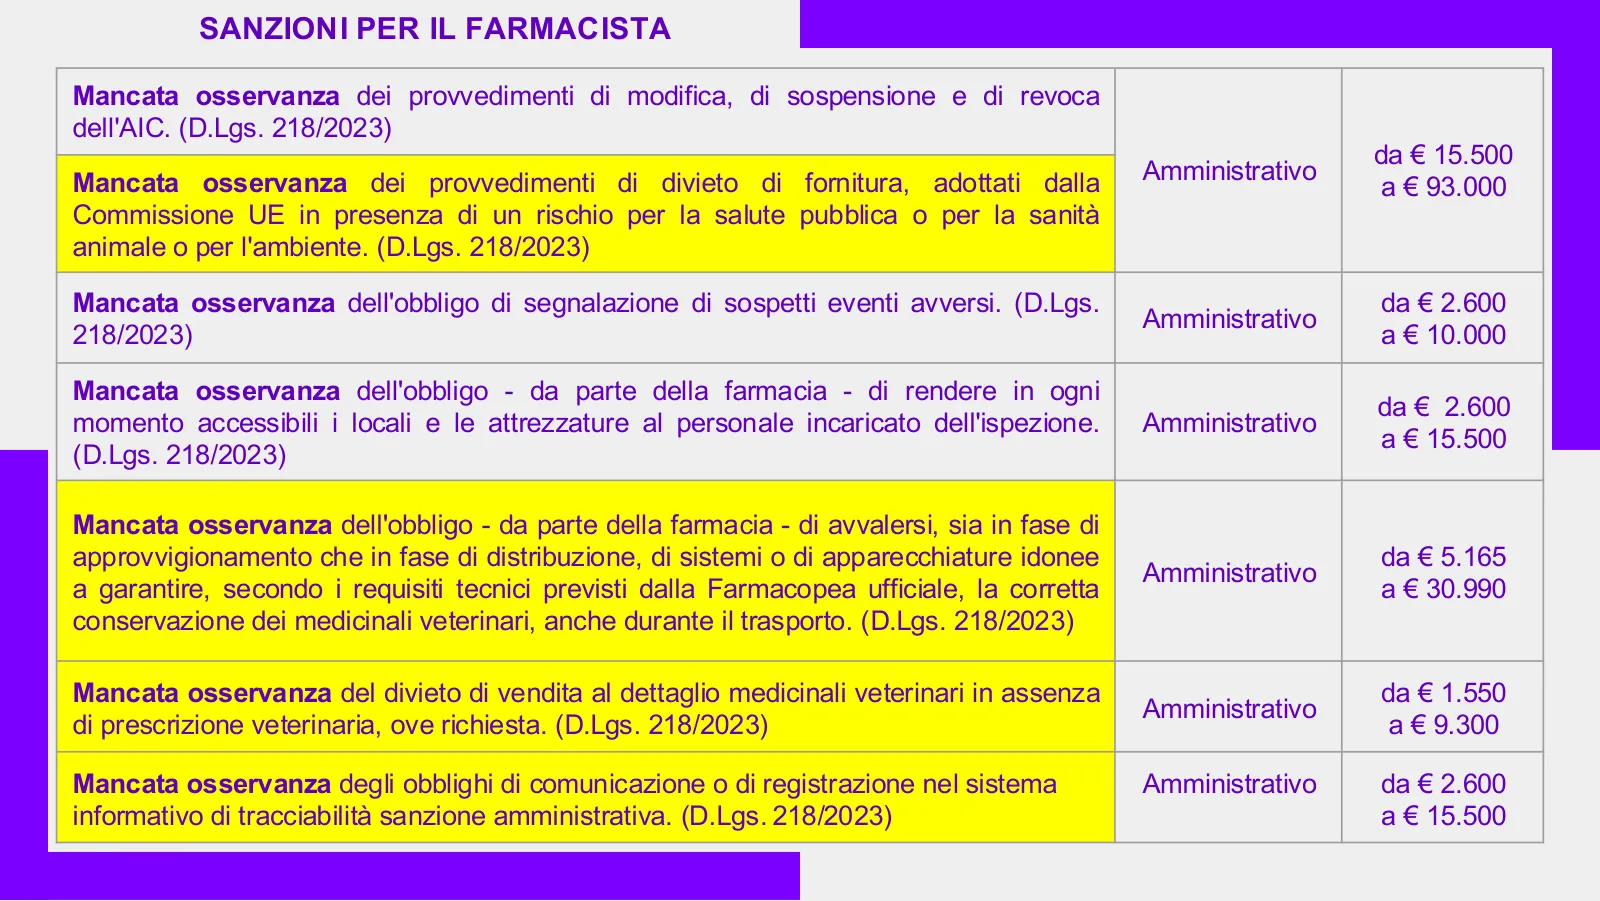 SANZIONI PER IL FARMACISTA
Mancata osservanza dei provvedimenti di modifica, di sospensione e di revoca
dell'AIC. (D.Lgs. 218/2023)
Mancata osservanza dei provvedimenti di divieto di fornitura, adottati dalla
Commissione UE in presenza di un rischio per la salute pubblica o per la sanità
animale o per l'ambiente. (D.Lgs. 218/2023)
Amministrativo
da € 15.500
a € 93.000
Mancata osservanza dell'obbligo di segnalazione di sospetti eventi avversi. (D.Lgs.
218/2023)
Amministrativo
da € 2.600
a € 10.000
Mancata osservanza dell'obbligo - da parte della farmacia - di rendere in ogni
momento accessibili i locali e le attrezzature al personale incaricato dell'ispezione.
(D.Lgs. 218/2023)
Amministrativo
da € 2.600
a € 15.500
Mancata osservanza dell'obbligo - da parte della farmacia - di avvalersi, sia in fase di
approvvigionamento che in fase di distribuzione, di sistemi o di apparecchiature idonee
a garantire, secondo i requisiti tecnici previsti dalla Farmacopea ufficiale, la corretta
conservazione dei medicinali veterinari, anche durante il trasporto. (D.Lgs. 218/2023)
Amministrativo
da € 5.165
a € 30.990
Mancata osservanza del divieto di vendita al dettaglio medicinali veterinari in assenza
di prescrizione veterinaria, ove richiesta. (D.Lgs. 218/2023)
Amministrativo
da € 1.550
a € 9.300
Mancata osservanza degli obblighi di comunicazione o di registrazione nel sistema
informativo di tracciabilità sanzione amministrativa. (D.Lgs. 218/2023)
Amministrativo
da € 2.600
a € 15.500